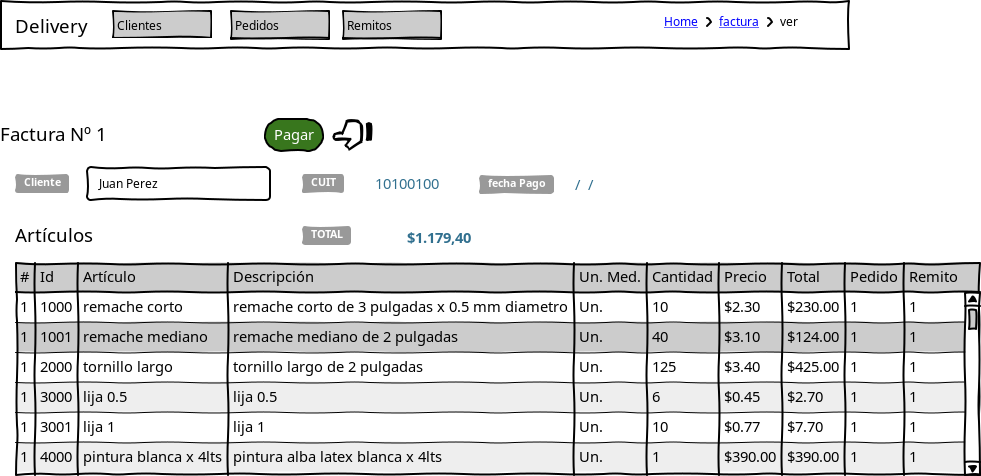 Delivery Clientes Pedidos Remitos Home factura ver
Factura Nº 1 Pagar
Cliente Juan Perez CUIT 10100100 fecha Pago / /
Artículos TOTAL $1.179,40
# Id Artículo Descripción Un. Med. Cantidad Precio Total Pedido Remito
1 1000 remache corto remache corto de 3 pulgadas x 0.5 mm diametro Un. 10 $2.30 $230.00 1 1
1 1001 remache mediano remache mediano de 2 pulgadas Un. 40 $3.10 $124.00 1 1
1 2000 tornillo largo tornillo largo de 2 pulgadas Un. 125 $3.40 $425.00 1 1
1 3000 lija 0.5 lija 0.5 Un. 6 $0.45 $2.70 1 1
1 3001 lija 1 lija 1 Un. 10 $0.77 $7.70 1 1
1 4000 pintura blanca x 4lts pintura alba latex blanca x 4lts Un. 1 $390.00 $390.00 1 1